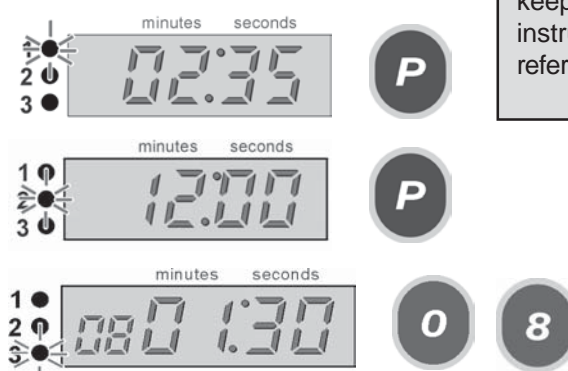 keep
instru
refer
minutes seconds
1
2
3
02:35
P
minutes seconds
1
2
3
12:00
P
minutes seconds
1
2
3
08 01:30
0
8